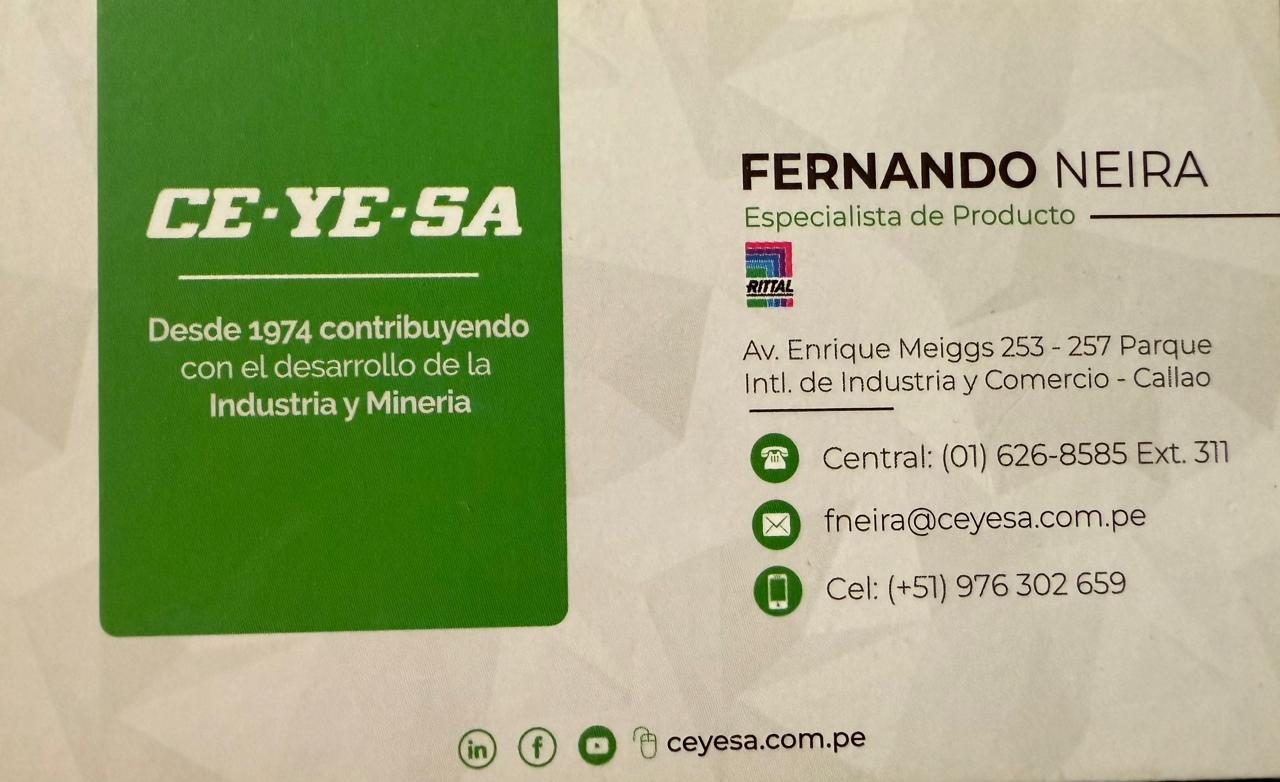 CE·YE·SA
Desde 1974 contribuyendo
con el desarrollo de la
Industria y Mineria
FERNANDO NEIRA
Especialista de Producto
RITTAL
Av. Enrique Meiggs 253 - 257 Parque
Intl. de Industria y Comercio - Callao
Central: (01) 626-8585 Ext. 311
fneira@ceyesa.com.pe
Cel: (+51) 976 302 659
in f ceyesa.com.pe